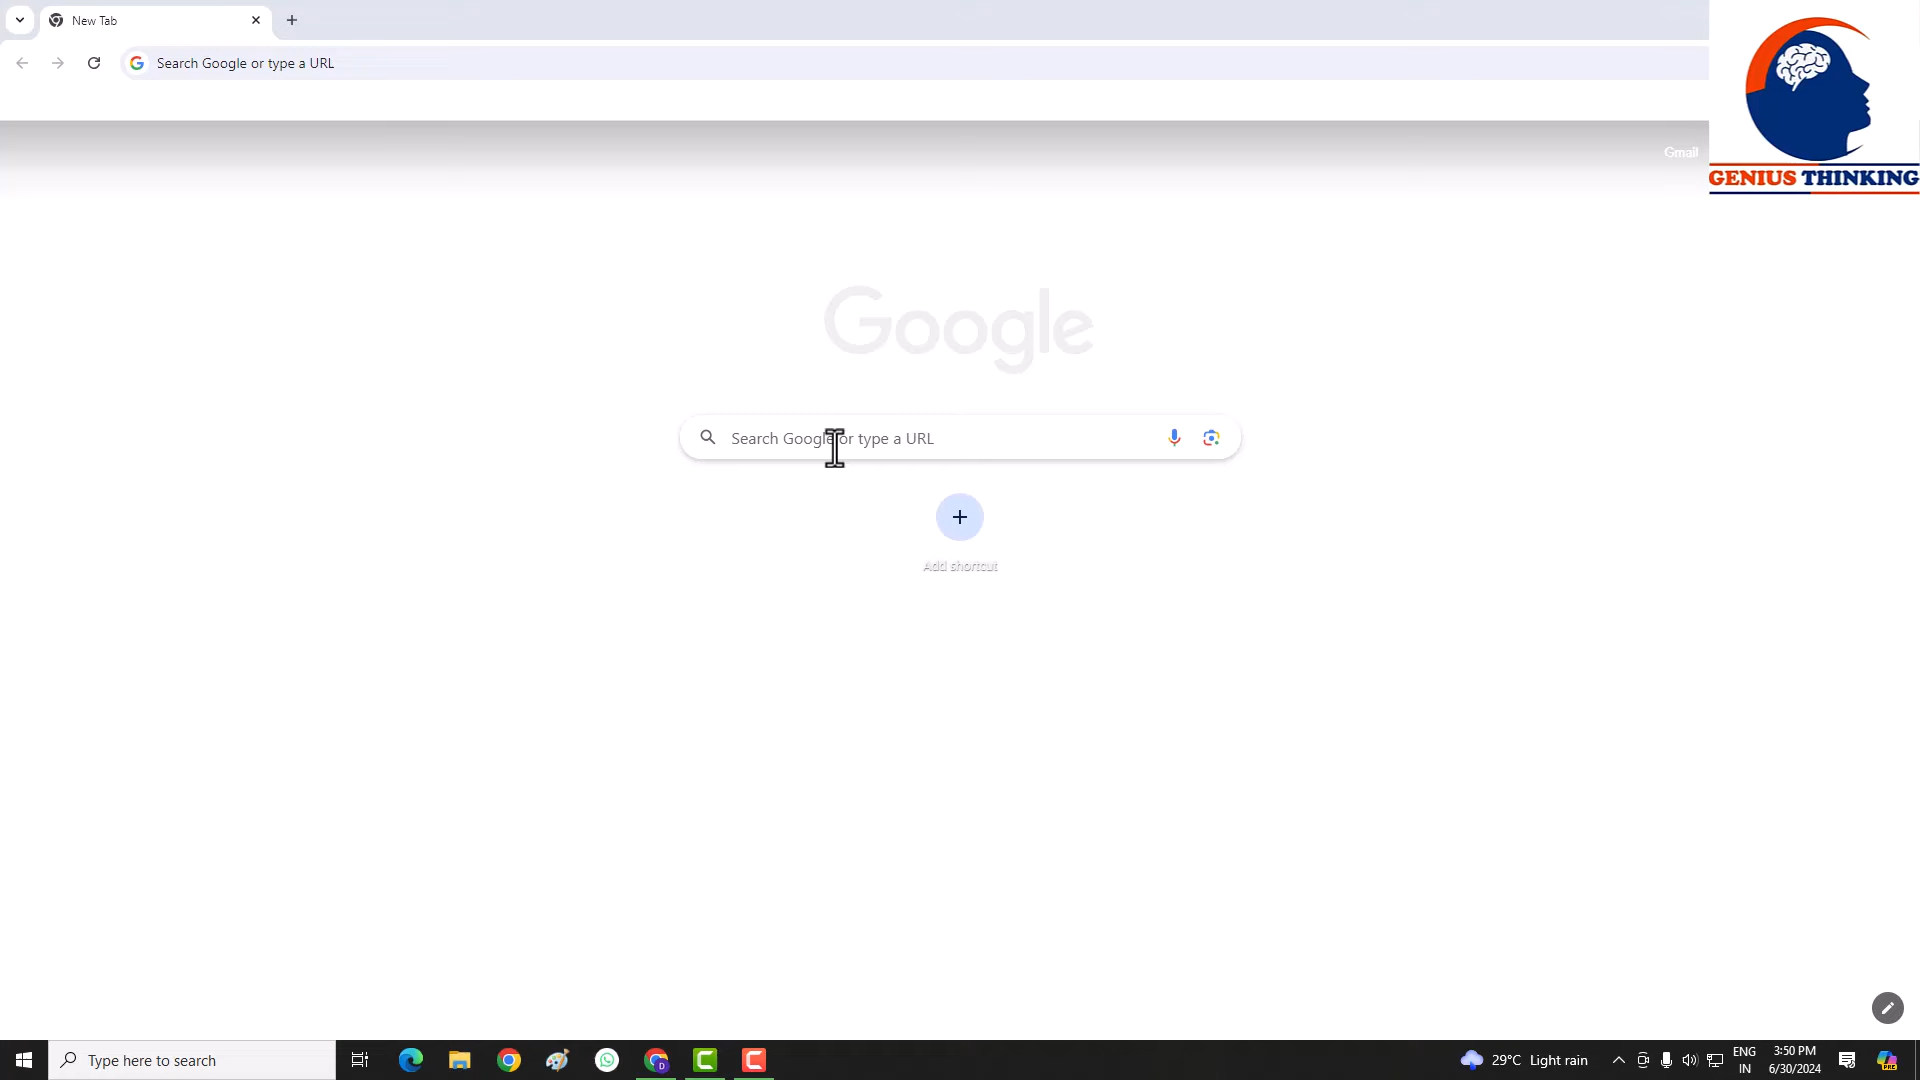 New Tab
Search Google or type a URL
Gmail
GENIUS THINKING
Google
Search Google or type a URL
Add shortcut
Type here to search
29°C Light rain
ENG
IN
3:50 PM
6/30/2024